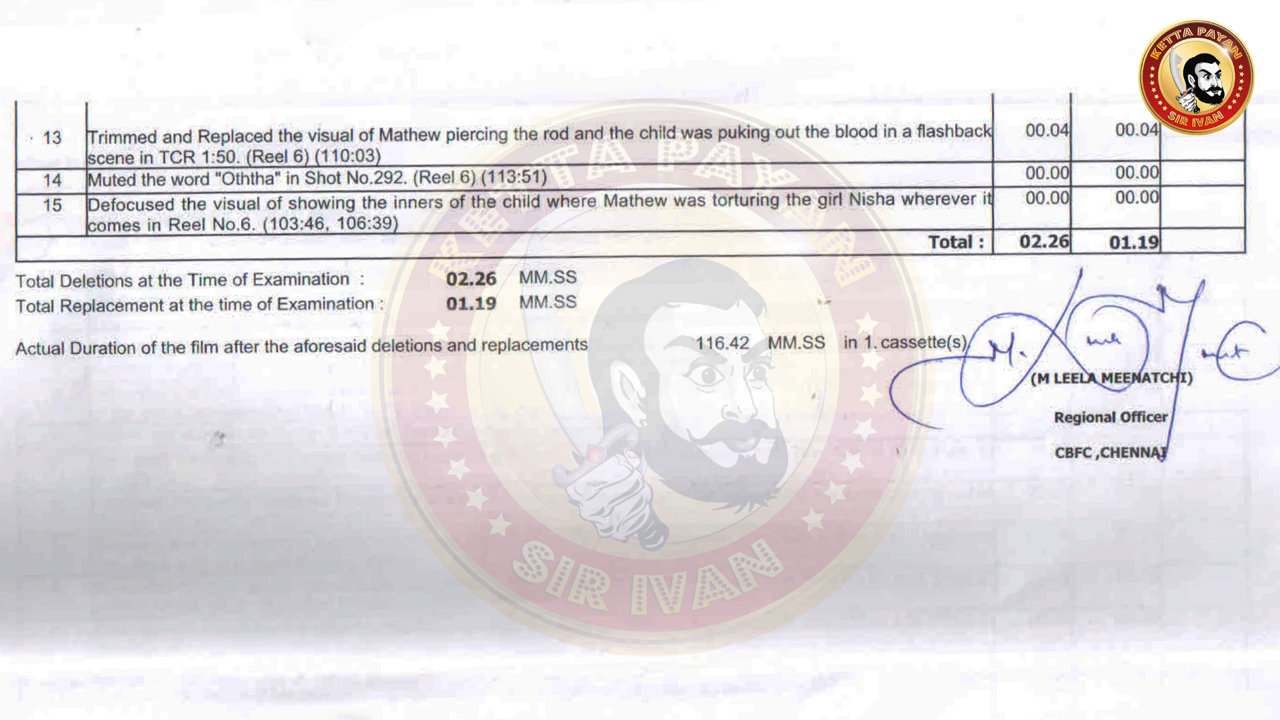 KETTA PAYAN
SIR IVAN
13 Trimmed and Replaced the visual of Mathew piercing the rod and the child was puking out the blood in a flashback 00.04 00.04
scene in TCR 1:50. (Reel 6) (110:03)
14 Muted the word "Oththa" in Shot No.292. (Reel 6) (113:51) 00.00 00.00
15 Defocused the visual of showing the inners of the child where Mathew was torturing the girl Nisha wherever it 00.00 00.00
comes in Reel No.6. (103:46, 106:39)
Total : 02.26 01.19
Total Deletions at the Time of Examination : 02.26 MM.SS
Total Replacement at the time of Examination : 01.19 MM.SS
Actual Duration of the film after the aforesaid deletions and replacements 116.42 MM.SS in 1. cassette(s)
(M LEELA MEENATCHI)
Regional Officer
CBFC ,CHENNAI
KETTA PAYAN
SIR IVAN